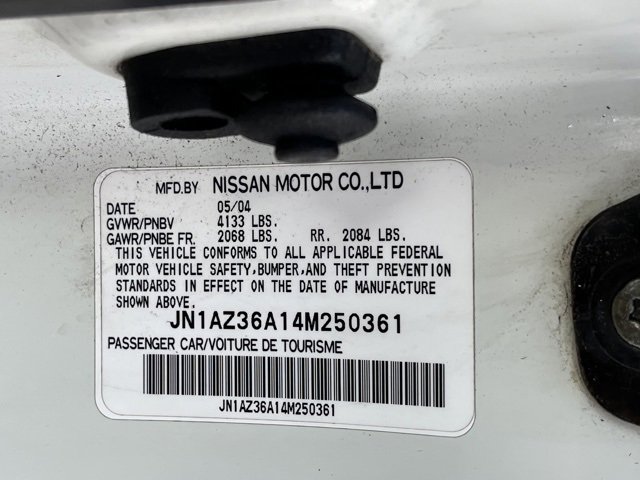 MFD.BY NISSAN MOTOR CO.,LTD
DATE 05/04
GVWR/PNBV 4133 LBS.
GAWR/PNBE FR. 2068 LBS. RR. 2084 LBS.
THIS VEHICLE CONFORMS TO ALL APPLICABLE FEDERAL
MOTOR VEHICLE SAFETY,BUMPER,AND THEFT PREVENTION
STANDARDS IN EFFECT ON THE DATE OF MANUFACTURE
SHOWN ABOVE.
JN1AZ36A14M250361
PASSENGER CAR/VOITURE DE TOURISME
JN1AZ36A14M250361